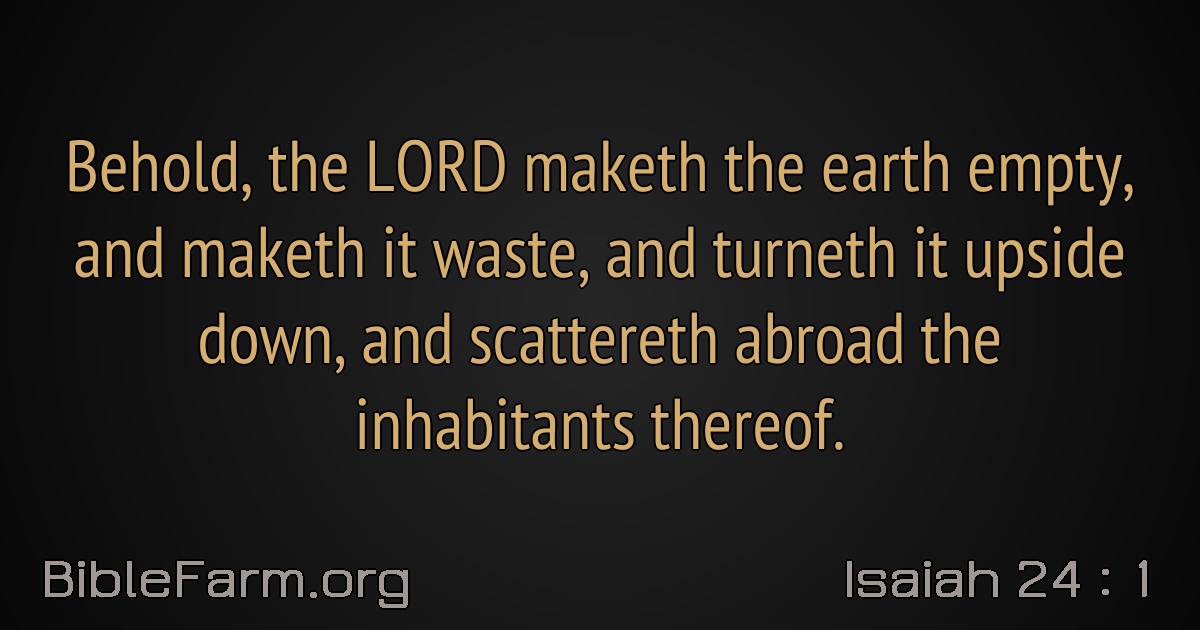 Behold, the LORD maketh the earth empty,
and maketh it waste, and turneth it upside
down, and scattereth abroad the
inhabitants thereof.
BibleFarm.org
Isaiah 24 : 1